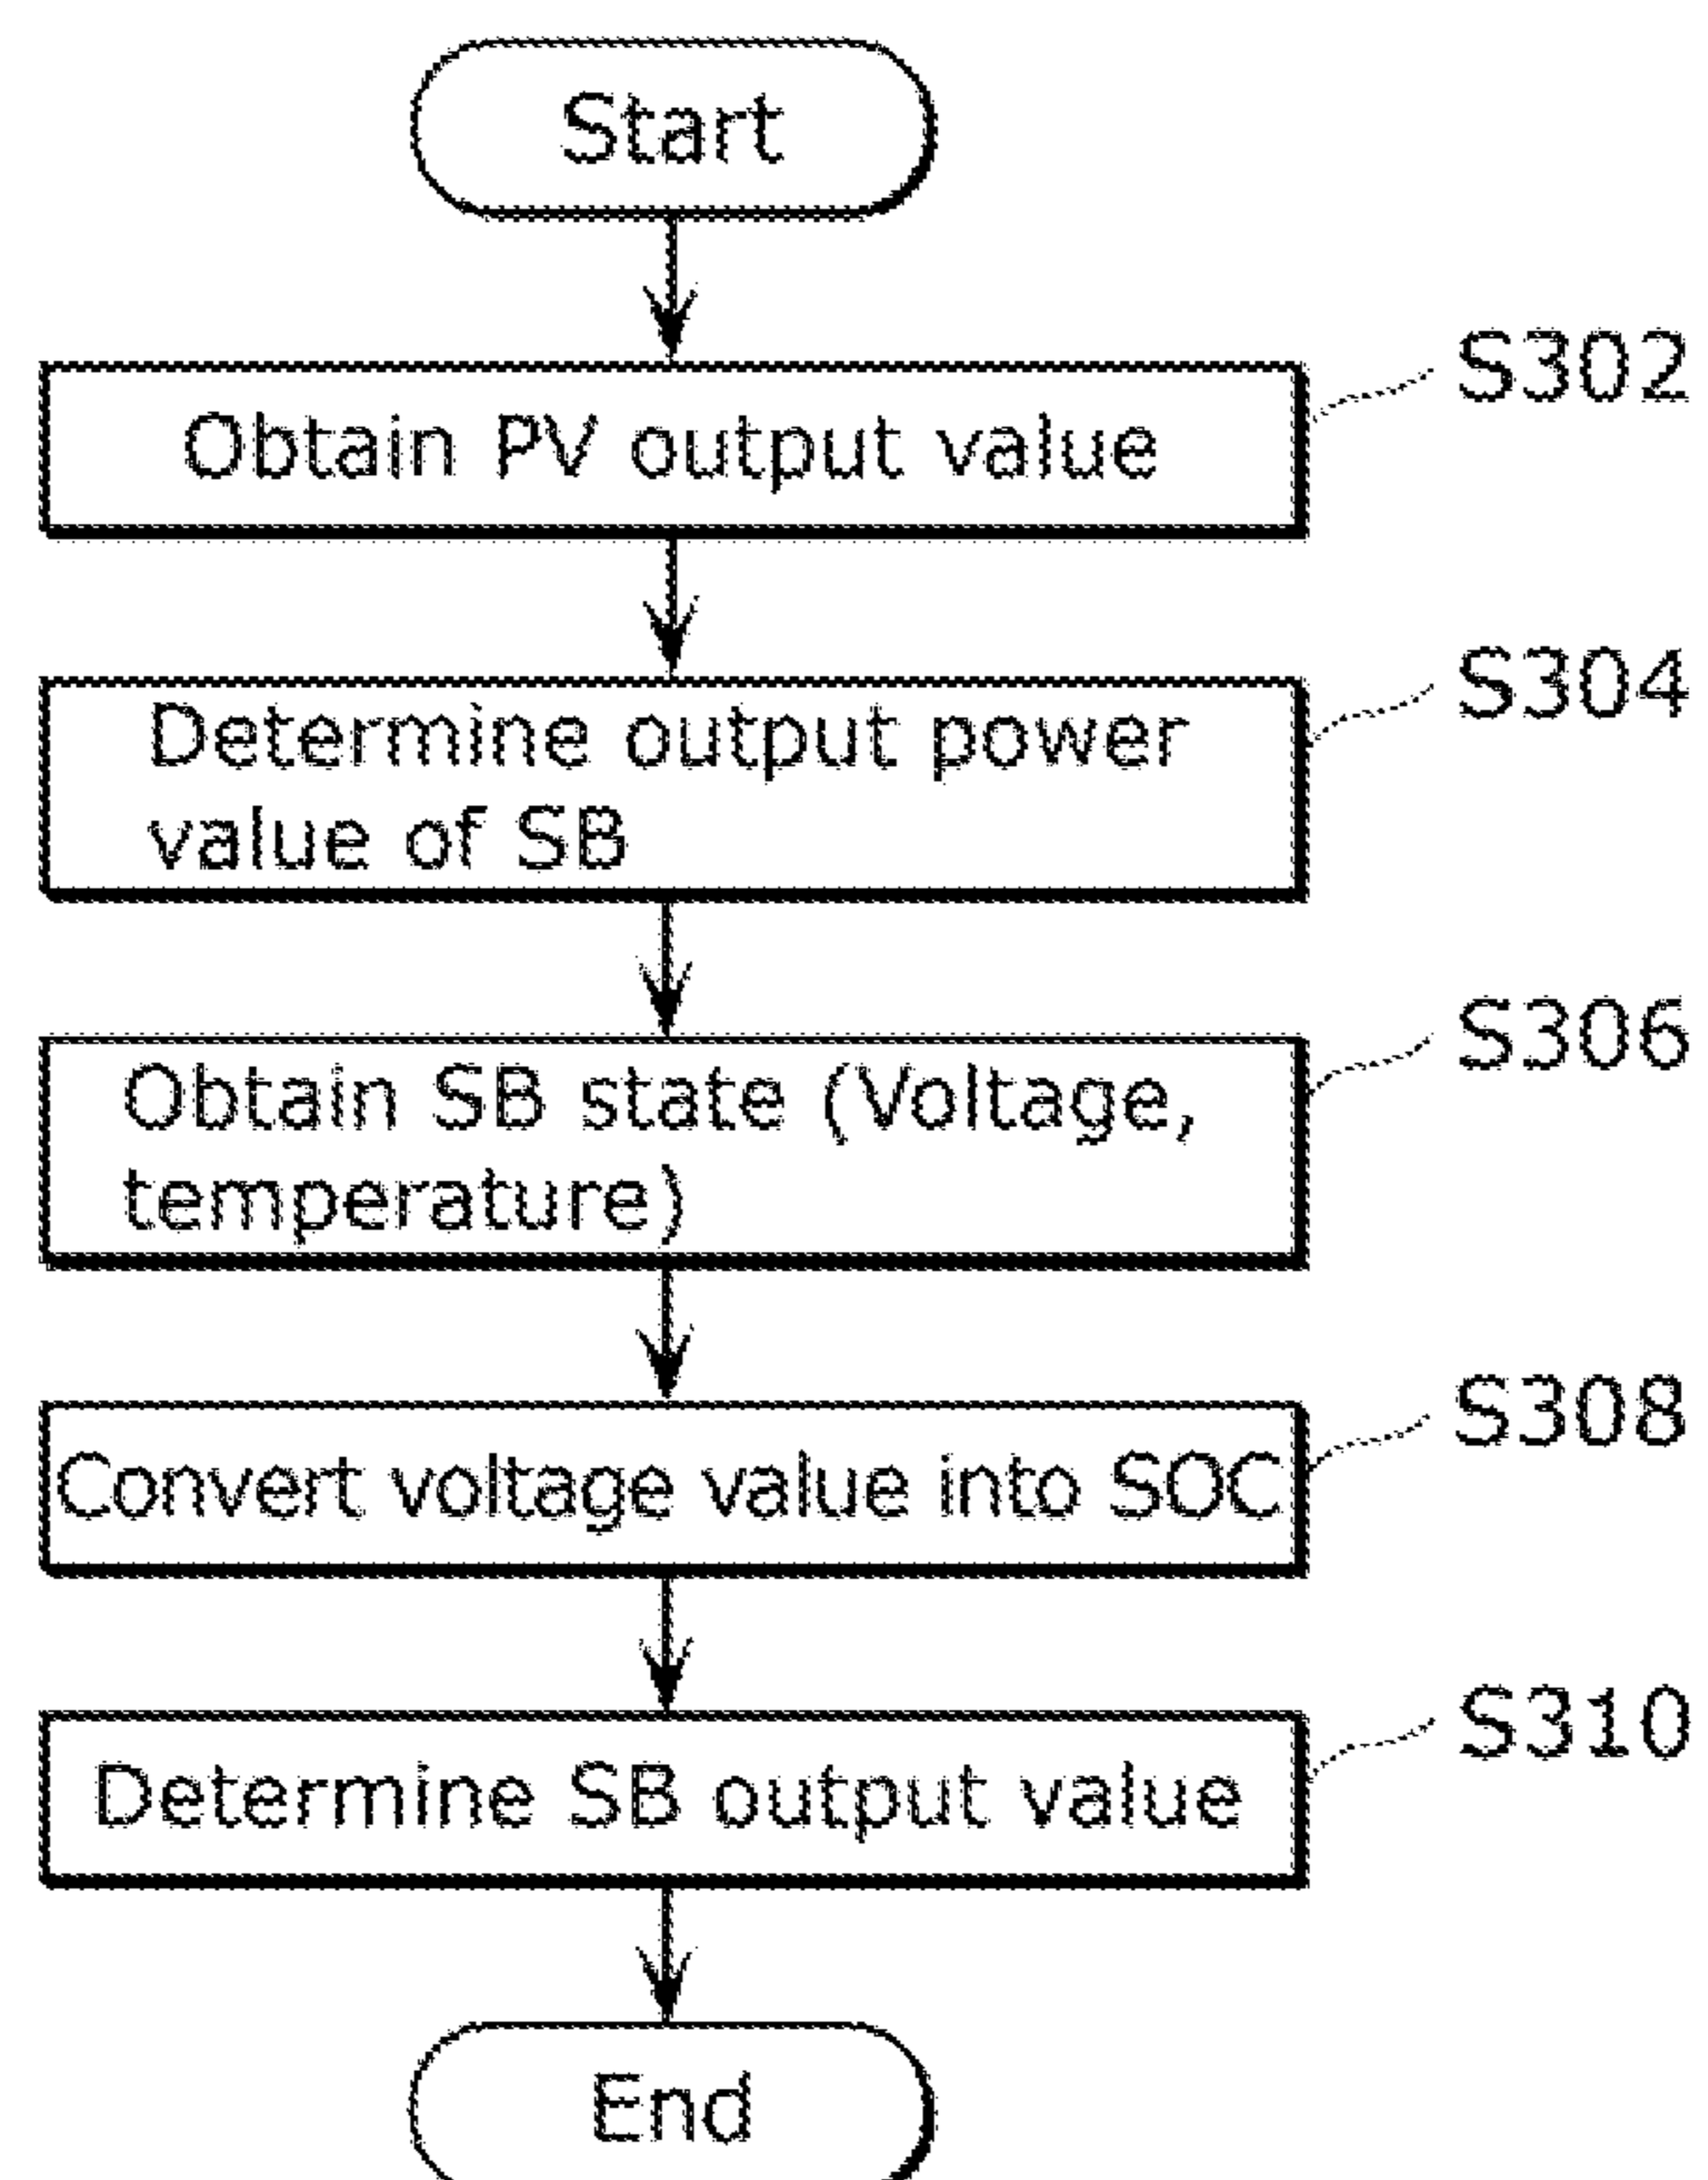 Start
S302
Obtain PV output value
S304
Determine output power
value of SB
S306
Obtain SB state (Voltage,
temperature)
S308
Convert voltage value into SOC
S310
Determine SB output value
End